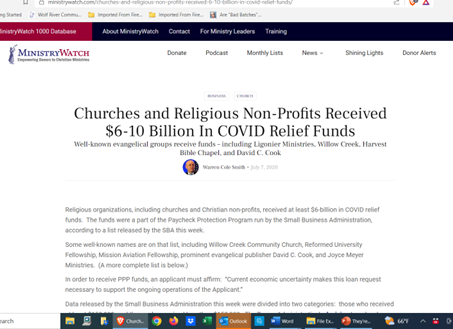 ministrywatch.com/churches-and-religious-non-profits-received-6-10-billion-in-covid-relief-funds/
ng Started Wolf River Commu... Imported From Fire... Imported From Fire... Are "Bad Batches"...
inistryWatch 1000 Database About MinistryWatch Contact For Ministry Leaders Training
MINISTRYWATCH Donate Podcast Monthly Lists News Shining Lights Donor Alerts
Empowering Donors to Christian Ministries
BUSINESS CHURCH
Churches and Religious Non-Profits Received
$6-10 Billion In COVID Relief Funds
Well-known evangelical groups receive funds – including Ligonier Ministries, Willow Creek, Harvest
Bible Chapel, and David C. Cook
Warren Cole Smith - July 7, 2020
Religious organizations, including churches and Christian non-profits, received at least $6-billion in COVID relief
funds. The funds were a part of the Paycheck Protection Program run by the Small Business Administration,
according to a list released by the SBA this week.
Some well-known names are on that list, including Willow Creek Community Church, Reformed University
Fellowship, Mission Aviation Fellowship, prominent evangelical publisher David C. Cook, and Joyce Meyer
Ministries. (A more complete list is below.)
In order to receive PPP funds, an applicant must affirm: "Current economic uncertainty makes this loan request
necessary to support the ongoing operations of the Applicant."
Data released by the Small Business Administration this week were divided into two categories: those who received
earch Church... Outlook Word File Ex... They're... 66°F